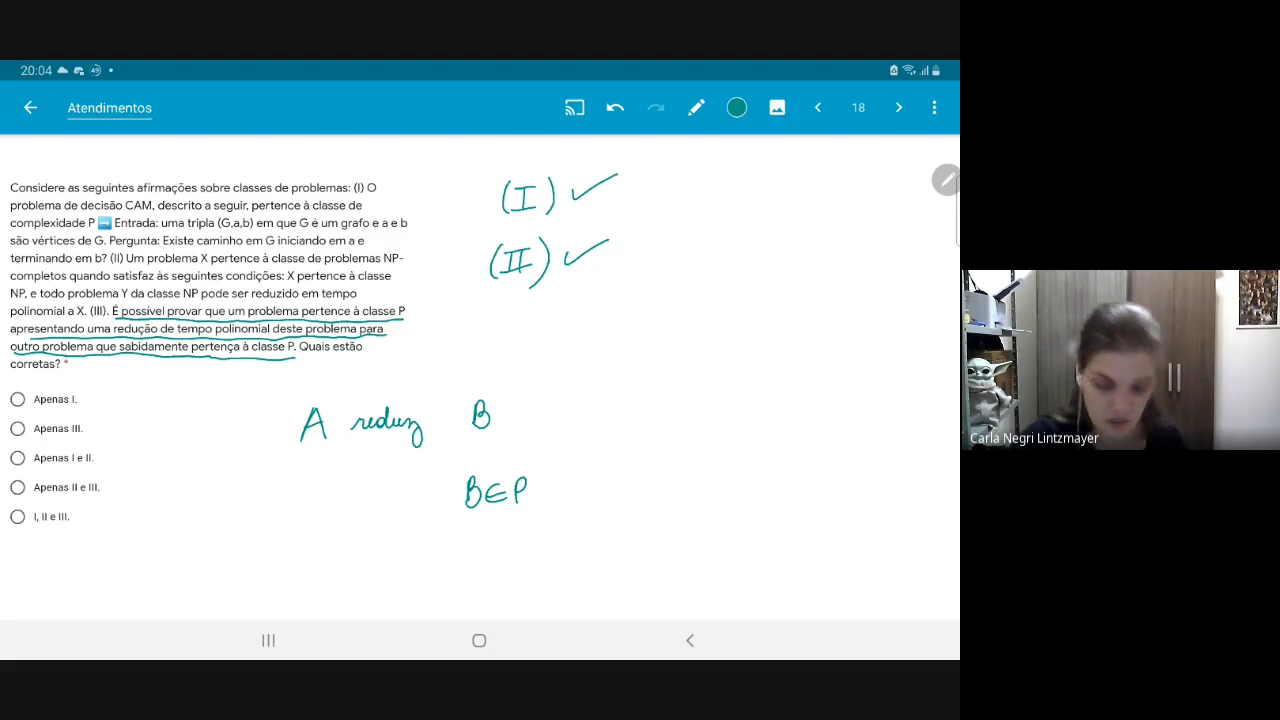 20:04
49
Atendimentos
18
Considere as seguintes afirmações sobre classes de problemas: (I) O
problema de decisão CAM, descrito a seguir, pertence à classe de
complexidade P ➡ Entrada: uma tripla (G,a,b) em que G é um grafo e a e b
são vértices de G. Pergunta: Existe caminho em G iniciando em a e
terminando em b? (II) Um problema X pertence à classe de problemas NP-
completos quando satisfaz às seguintes condições: X pertence à classe
NP, e todo problema Y da classe NP pode ser reduzido em tempo
polinomial a X. (III). É possível provar que um problema pertence à classe P
apresentando uma redução de tempo polinomial deste problema para
outro problema que sabidamente pertença à classe P. Quais estão
corretas? *
Apenas I.
Apenas III.
Apenas I e II.
Apenas II e III.
I, II e III.
(I) ✓
(II) ✓
A reduz B
B∈P
Carla Negri Lintzmayer